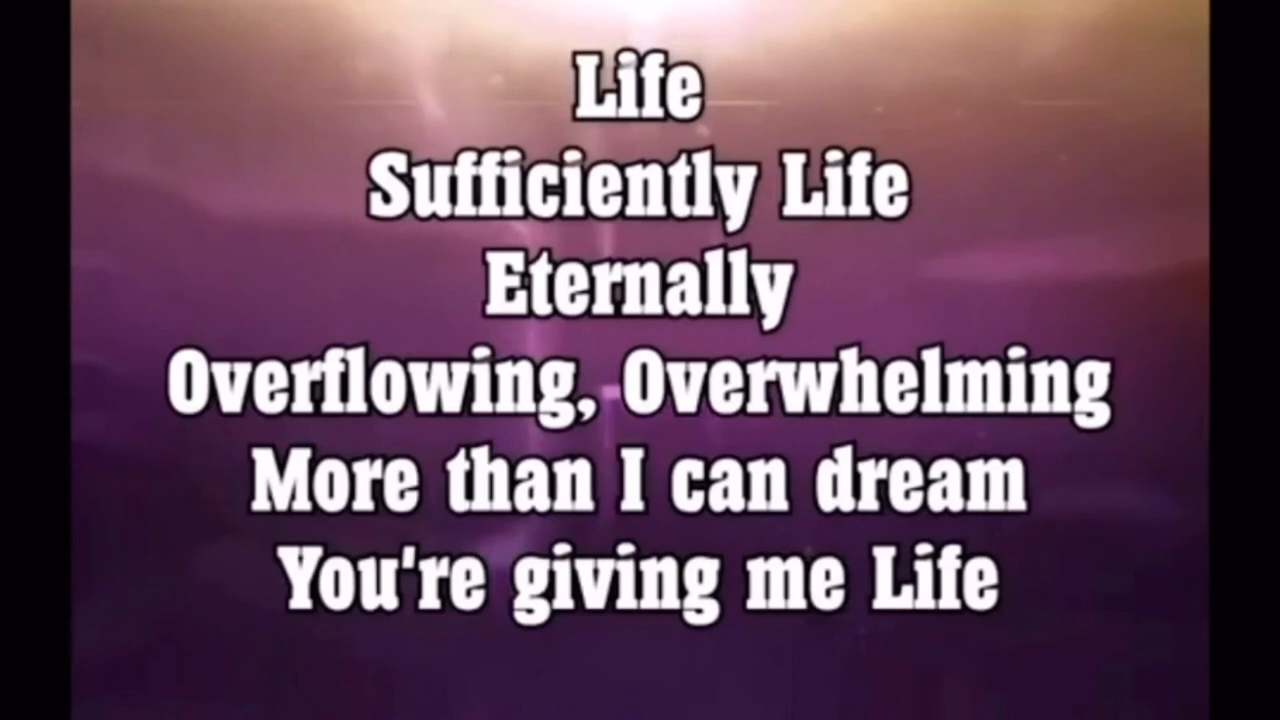 Life
Sufficiently Life
Eternally
Overflowing, Overwhelming
More than I can dream
You're giving me Life